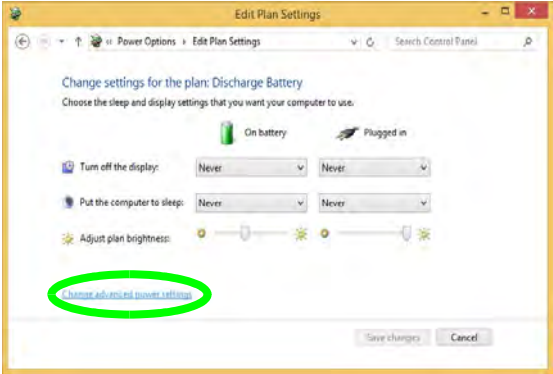 Edit Plan Settings
« Power Options › Edit Plan Settings
Search Control Panel
Change settings for the plan: Discharge Battery
Choose the sleep and display settings that you want your computer to use.
On battery Plugged in
Turn off the display: Never Never
Put the computer to sleep: Never Never
Adjust plan brightness:
Change advanced power settings
Save changes Cancel